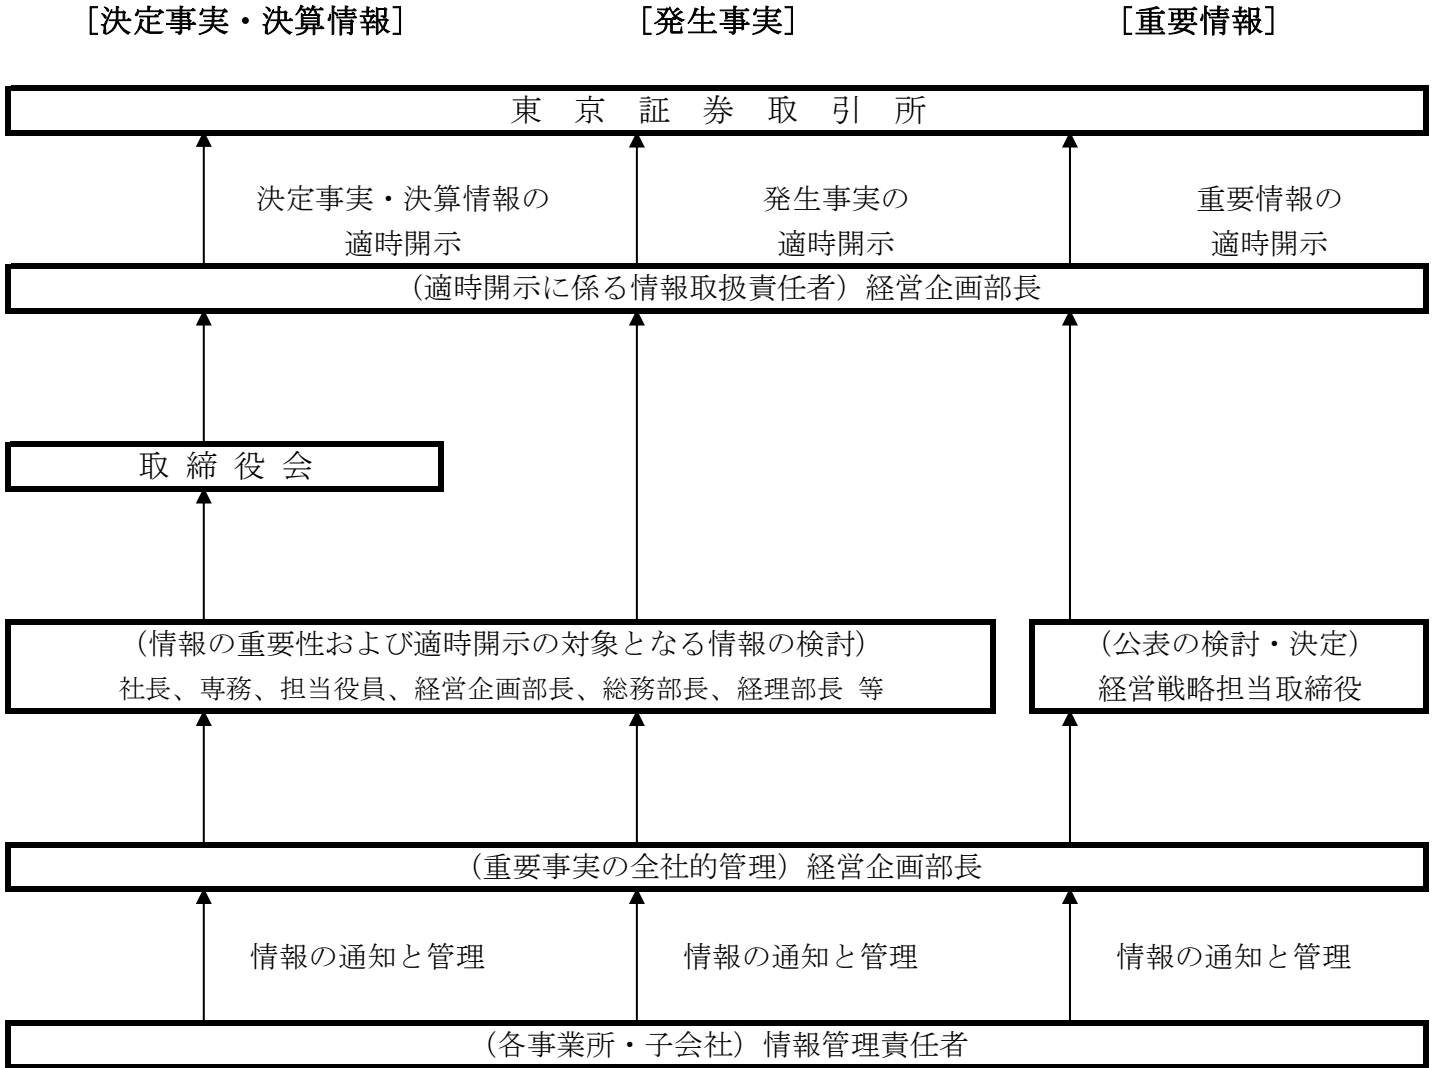 [決定事実・決算情報] [発生事実] [重要情報]
東 京 証 券 取 引 所
決定事実・決算情報の 発生事実の 重要情報の
適時開示 適時開示 適時開示
(適時開示に係る情報取扱責任者)経営企画部長
取 締 役 会
(情報の重要性および適時開示の対象となる情報の検討) (公表の検討・決定)
社長、専務、担当役員、経営企画部長、総務部長、経理部長 等 経営戦略担当取締役
(重要事実の全社的管理)経営企画部長
情報の通知と管理 情報の通知と管理 情報の通知と管理
(各事業所・子会社)情報管理責任者